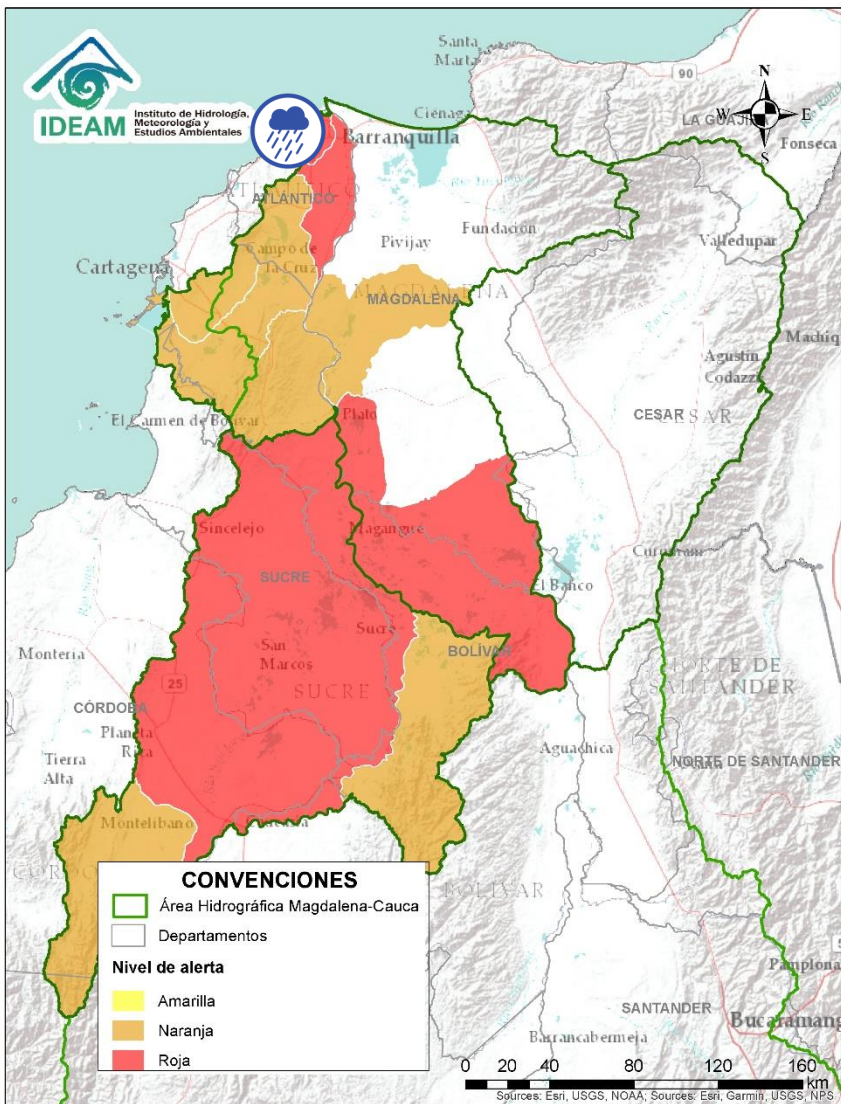 IDEAM
Instituto de Hidrología,
Meteorología y
Estudios Ambientales
Santa
Marta
90
N
W
E
S
LA GUAJIRA
Ciénaga
Barranquilla
Fonseca
ATLÁNTICO
Pivijay
Fundación
Valledupar
Cartagena
Campo de
la Cruz
MAGDALENA
Agustín
Codazzi
CESAR
CESAR
El Carmen de Bolívar
Plato
Sincelejo
Magangué
Curumaní
SUCRE
El Banco
Sucre
BOLÍVAR
San
Marcos
SUCRE
Montería
25
NORTE DE
SANTANDER
CÓRDOBA
Planeta
Rica
Tierra
Alta
Aguachica
NORTE DE SANTANDER
Montelíbano
Caucasia
BOLÍVAR
CONVENCIONES
Área Hidrográfica Magdalena-Cauca
Departamentos
Nivel de alerta
Amarilla
Naranja
Roja
Pamplona
SANTANDER
Bucaramang
Barrancabermeja
0 20 40 80 120 160
km
Sources: Esri, USGS, NOAA; Sources: Esri, Garmin, USGS, NPS